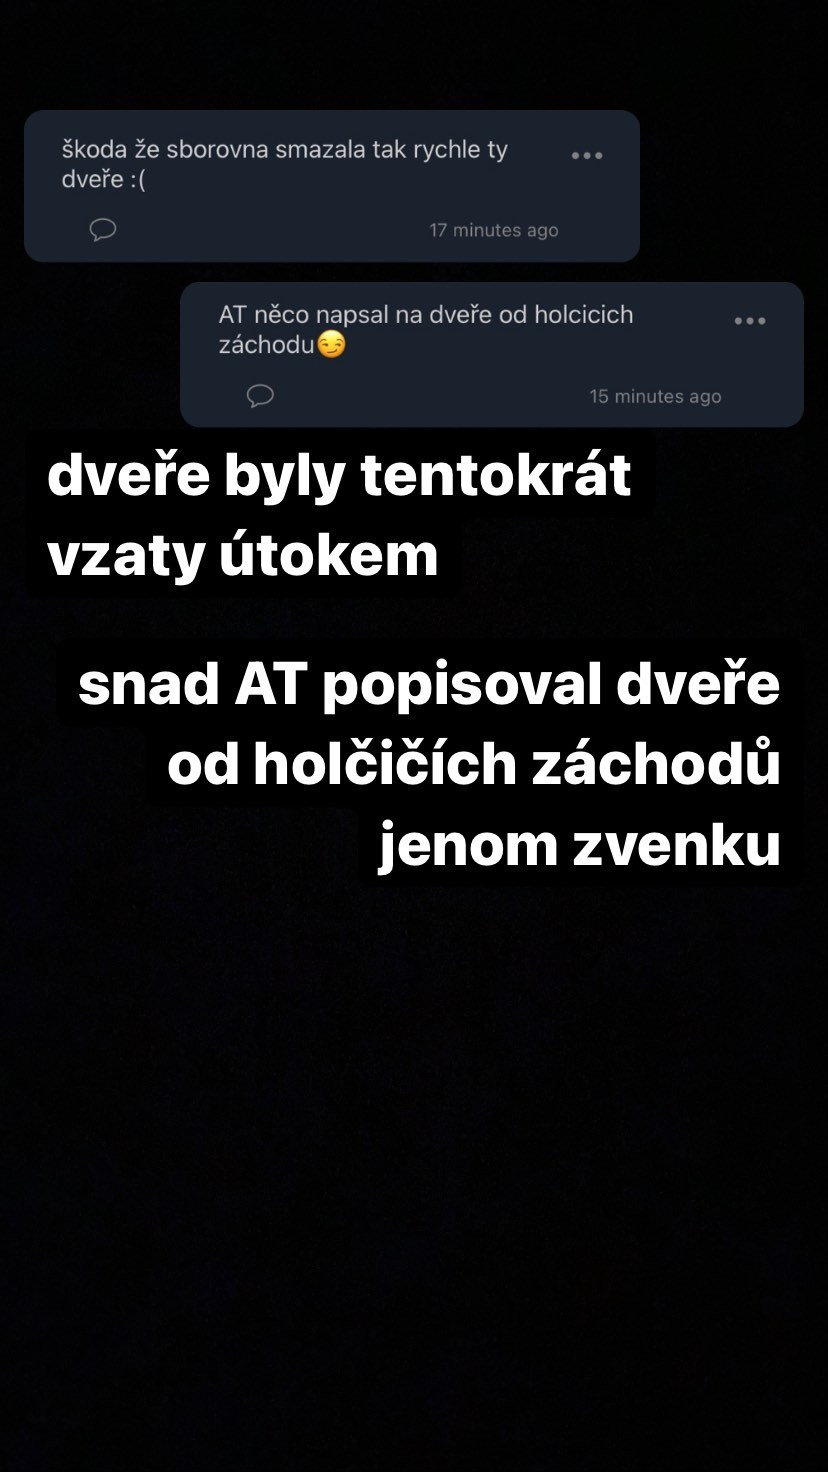 škoda že sborovna smazala tak rychle ty
dveře :(
17 minutes ago
AT něco napsal na dveře od holcicich
záchodu😏
15 minutes ago
dveře byly tentokrát
vzaty útokem
snad AT popisoval dveře
od holčičích záchodů
jenom zvenku